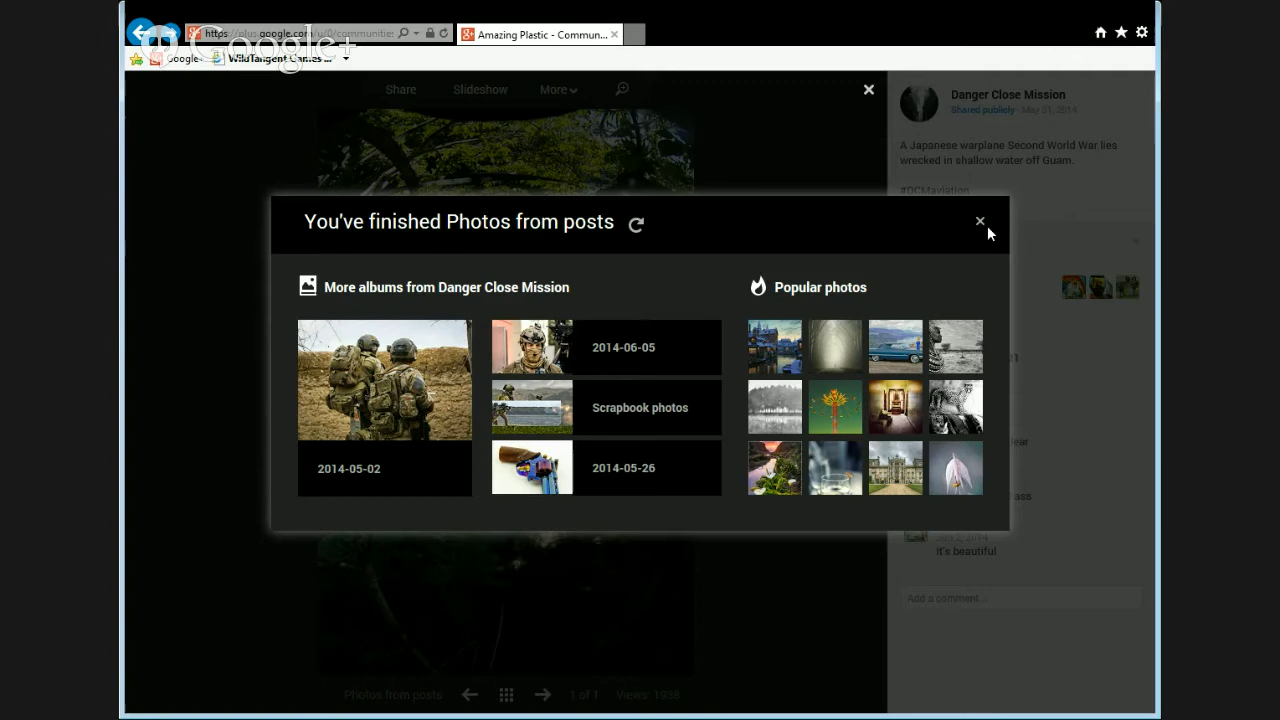 https://plus.google.com/u/0/communities
Amazing Plastic - Commun...
Google+
Google+
WildTangent Games ...
Share
Slideshow
More
Danger Close Mission
Shared publicly - May 21, 2014
A Japanese warplane Second World War lies
wrecked in shallow water off Guam.
#DCMaviation
You've finished Photos from posts
More albums from Danger Close Mission
Popular photos
2014-05-02
2014-06-05
Scrapbook photos
2014-05-26
It's beautiful
Add a comment...
Photos from posts
1 of 1
Views: 1938